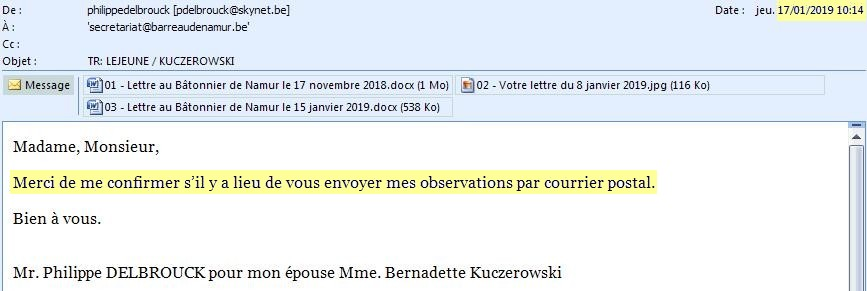 De : philippedelbrouck [pdelbrouck@skynet.be] Date : jeu. 17/01/2019 10:14
À : 'secretariat@barreaudenamur.be'
Cc :
Objet : TR: LEJEUNE / KUCZEROWSKI
Message 01 - Lettre au Bâtonnier de Namur le 17 novembre 2018.docx (1 Mo) 02 - Votre lettre du 8 janvier 2019.jpg (116 Ko)
03 - Lettre au Bâtonnier de Namur le 15 janvier 2019.docx (538 Ko)
Madame, Monsieur,
Merci de me confirmer s’il y a lieu de vous envoyer mes observations par courrier postal.
Bien à vous.
Mr. Philippe DELBROUCK pour mon épouse Mme. Bernadette Kuczerowski